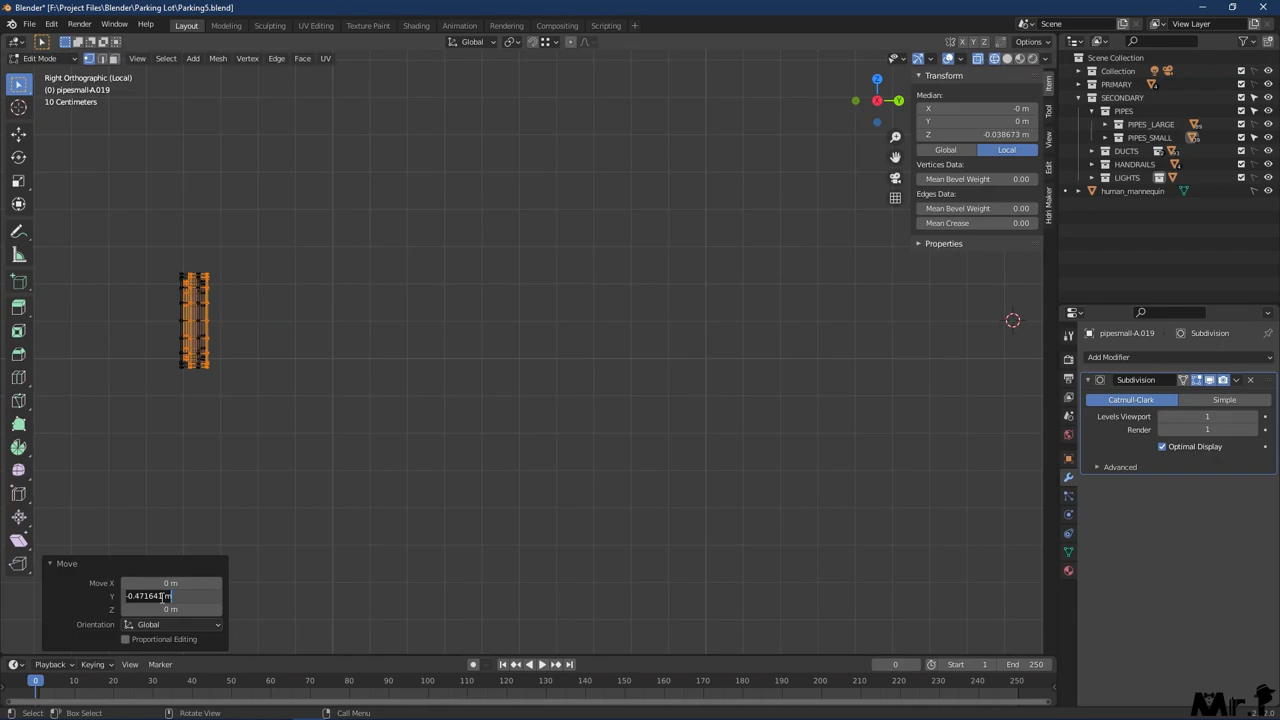 Blender* [F:\Project Files\Blender\Parking Lot\Parking5.blend]
File Edit Render Window Help Layout Modeling Sculpting UV Editing Texture Paint Shading Animation Rendering Compositing Scripting Scene View Layer
Global Options
Edit Mode View Select Add Mesh Vertex Edge Face UV X Y Z
Right Orthographic (Local)
(0) pipesmall-A.019
10 Centimeters
Z
X
Y
Transform
Median:
X -0 m
Y 0 m
Z -0.038673 m
Global Local
Vertices Data:
Mean Bevel Weight 0.00
Edges Data:
Mean Bevel Weight 0.00
Mean Crease 0.00
Properties
Item
Tool
View
Edit
Hdri Maker
Scene Collection
Collection
PRIMARY 4
SECONDARY
PIPES
PIPES_LARGE
PIPES_SMALL
DUCTS
HANDRAILS 4
LIGHTS
human_mannequin
pipesmall-A.019 Subdivision
Add Modifier
Subdivision
Catmull-Clark Simple
Levels Viewport 1
Render 1
Optimal Display
Advanced
Move
Move X 0 m
Y -0.471641 m
Z 0 m
Orientation Global
Proportional Editing
Playback Keying View Marker 0 Start 1 End 250
0 10 20 30 40 50 60 70 80 90 100 110 120 130 140 150 160 170 180 190 200 210 220 230 240 250
Select Box Select Rotate View Call Menu